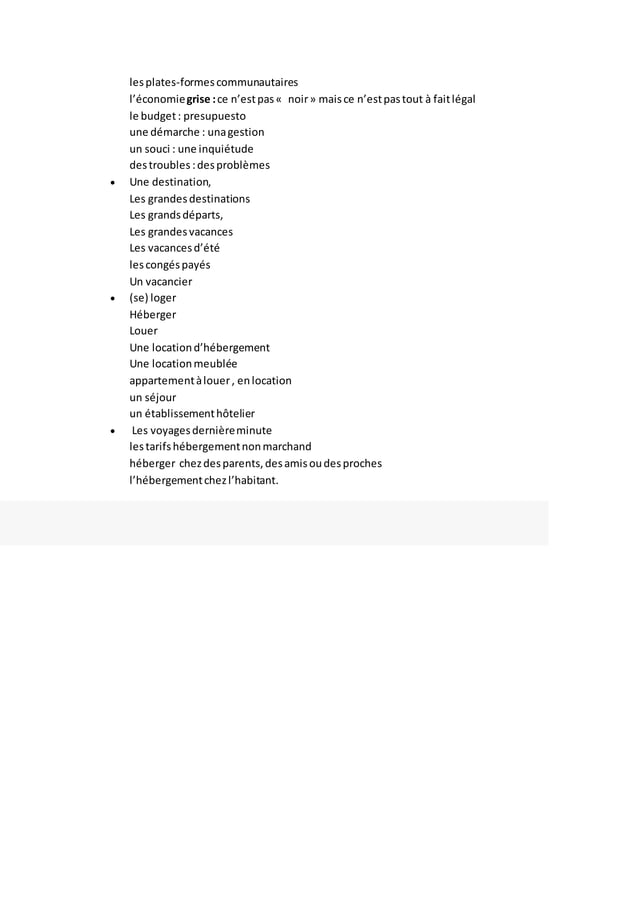 les plates-formes communautaires
l’économie grise : ce n’est pas « noir » mais ce n’est pas tout à fait légal
le budget : presupuesto
une démarche : una gestion
un souci : une inquiétude
des troubles : des problèmes
• Une destination,
Les grandes destinations
Les grands départs,
Les grandes vacances
Les vacances d’été
les congés payés
Un vacancier
• (se) loger
Héberger
Louer
Une location d’hébergement
Une location meublée
appartement à louer , en location
un séjour
un établissement hôtelier
• Les voyages dernière minute
les tarifs hébergement non marchand
héberger chez des parents, des amis ou des proches
l’hébergement chez l’habitant.